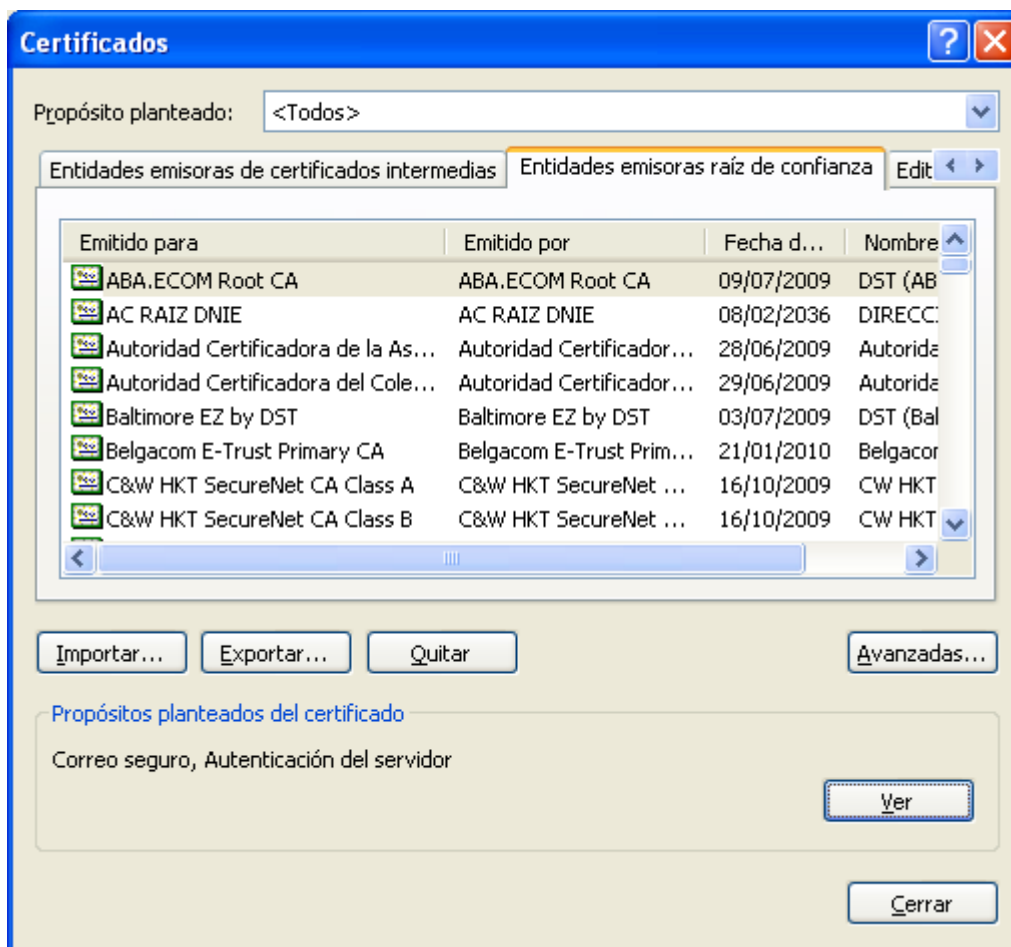 Certificados
Propósito planteado: <Todos>
Entidades emisoras de certificados intermedias Entidades emisoras raíz de confianza Edit
Emitido para Emitido por Fecha d... Nombre
ABA.ECOM Root CA ABA.ECOM Root CA 09/07/2009 DST (AB
AC RAIZ DNIE AC RAIZ DNIE 08/02/2036 DIRECC
Autoridad Certificadora de la As... Autoridad Certificador... 28/06/2009 Autorida
Autoridad Certificadora del Cole... Autoridad Certificador... 29/06/2009 Autorida
Baltimore EZ by DST Baltimore EZ by DST 03/07/2009 DST (Bal
Belgacom E-Trust Primary CA Belgacom E-Trust Prim... 21/01/2010 Belgacor
C&W HKT SecureNet CA Class A C&W HKT SecureNet ... 16/10/2009 CW HKT
C&W HKT SecureNet CA Class B C&W HKT SecureNet ... 16/10/2009 CW HKT
Importar... Exportar... Quitar Avanzadas...
Propósitos planteados del certificado
Correo seguro, Autenticación del servidor
Ver
Cerrar